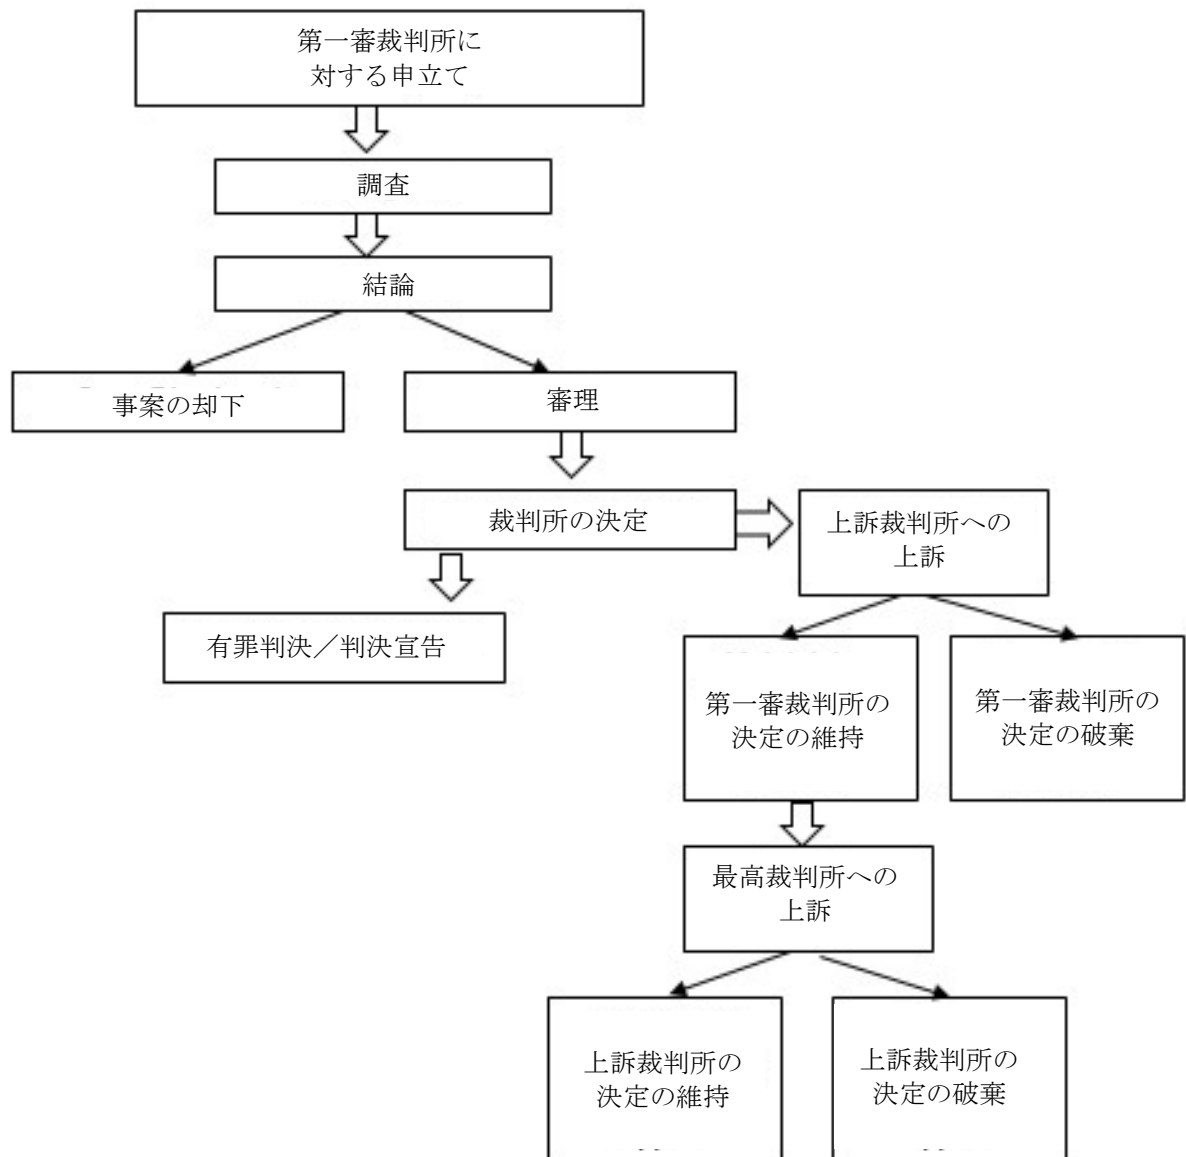 第一審裁判所に
対する申立て
調査
結論
事案の却下
審理
裁判所の決定
上訴裁判所への
上訴
有罪判決／判決宣告
第一審裁判所の
決定の維持
第一審裁判所の
決定の破棄
最高裁判所への
上訴
上訴裁判所の
決定の維持
上訴裁判所の
決定の破棄